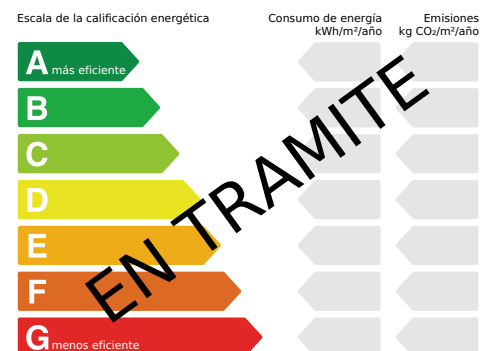 Escala de la calificación energética
Consumo de energía
kWh/m²/año
Emisiones
kg CO₂/m²/año
A más eficiente
B
C
D
E
F
G menos eficiente
EN TRAMITE